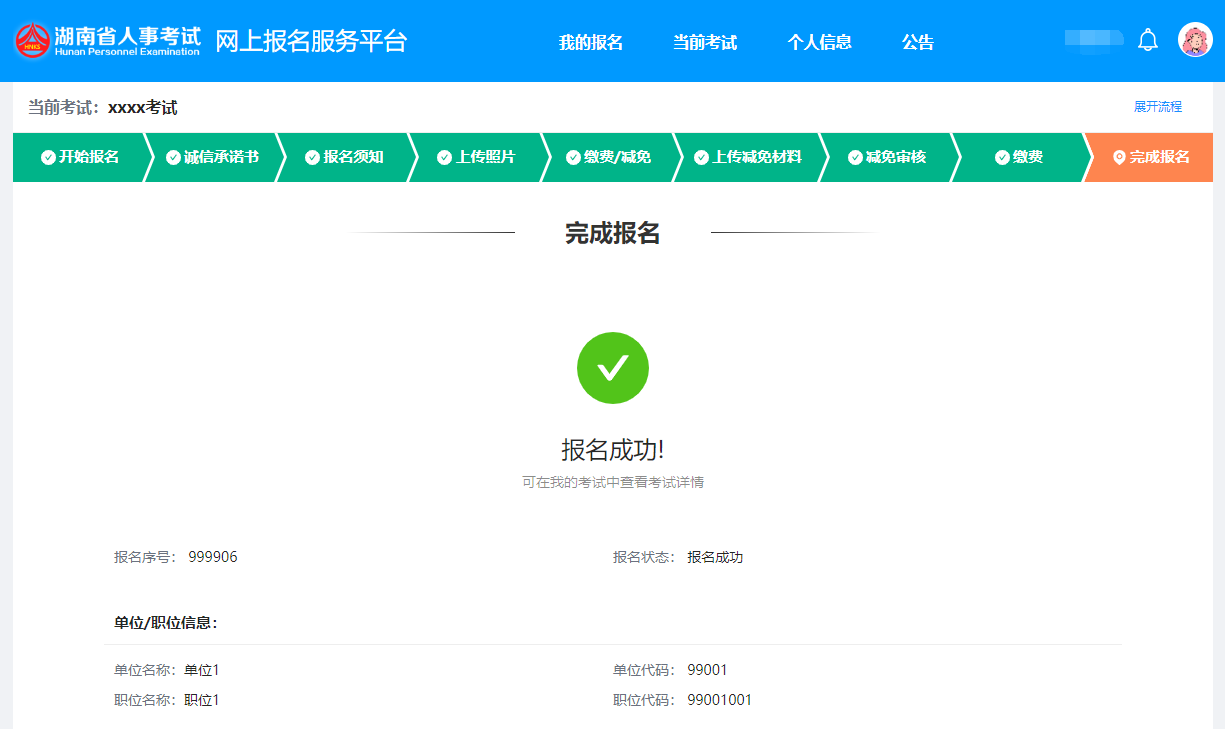 湖南省人事考试 网上报名服务平台 我的报名 当前考试 个人信息 公告
HNKS Hunan Personnel Examination
当前考试：xxxx考试 展开流程
开始报名 诚信承诺书 报名须知 上传照片 缴费/减免 上传减免材料 减免审核 缴费 完成报名
完成报名
报名成功!
可在我的考试中查看考试详情
报名序号： 999906 报名状态： 报名成功
单位/职位信息：
单位名称： 单位1 单位代码： 99001
职位名称： 职位1 职位代码： 99001001